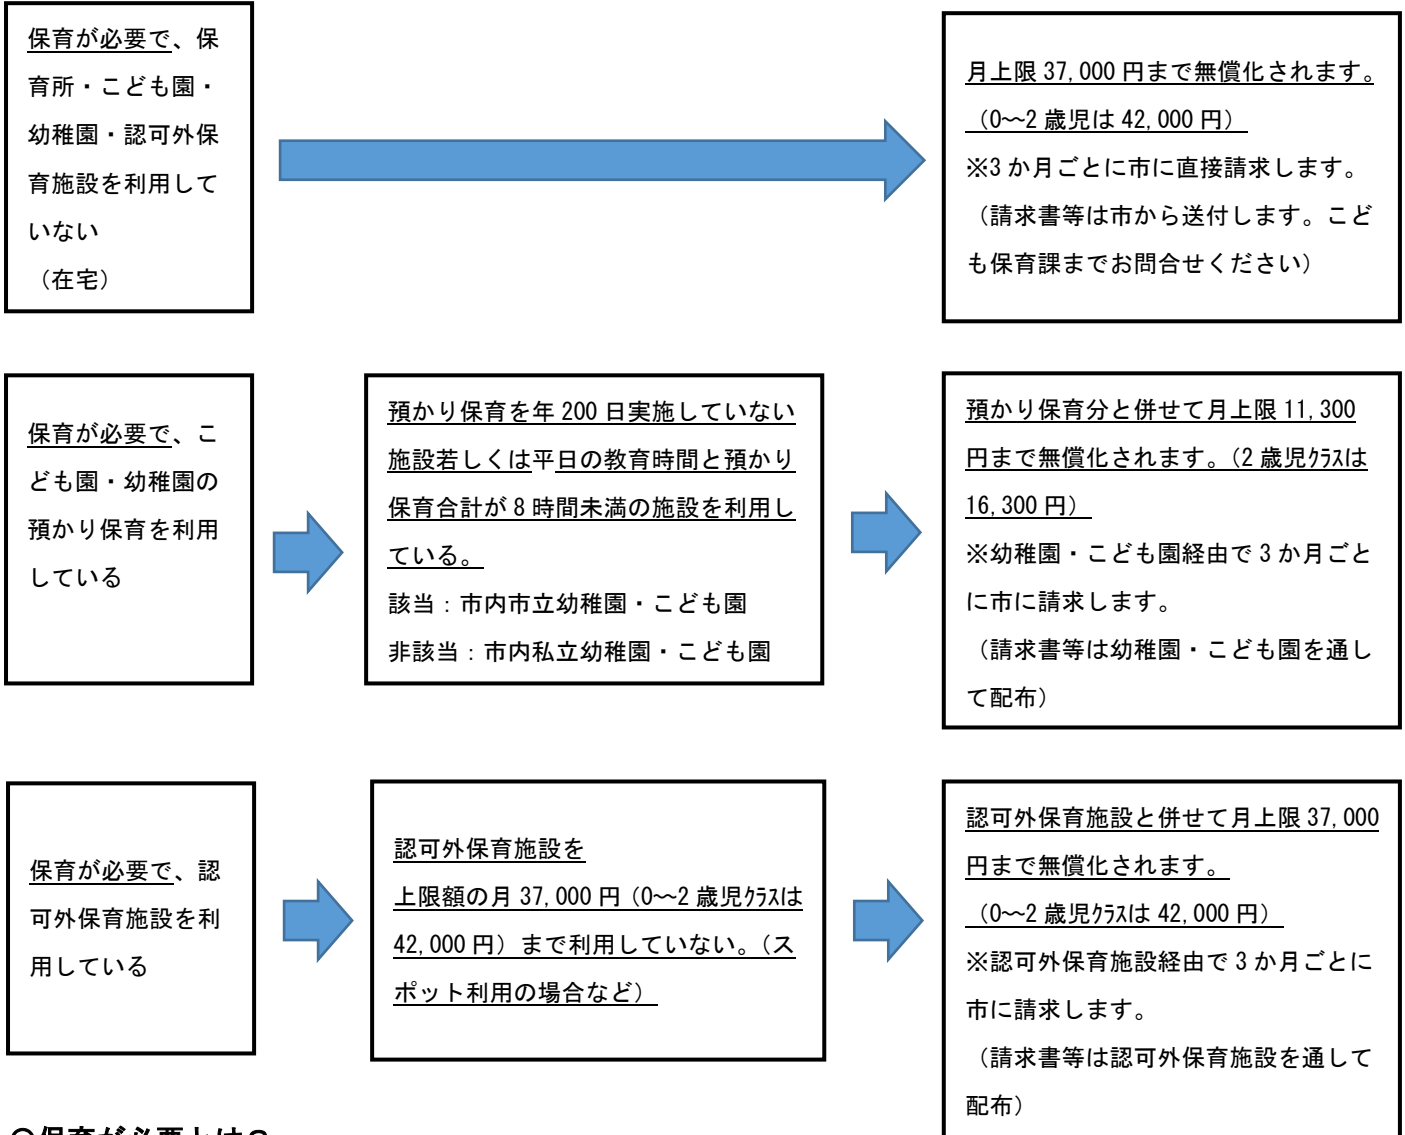 保育が必要で、保
育所・こども園・
幼稚園・認可外保
育施設を利用して
いない
（在宅）
月上限 37,000 円まで無償化されます。
（0～2 歳児は 42,000 円）
※3 か月ごとに市に直接請求します。
（請求書等は市から送付します。こど
も保育課までお問合せください）
保育が必要で、こ
ども園・幼稚園の
預かり保育を利用
している
預かり保育を年 200 日実施していない
施設若しくは平日の教育時間と預かり
保育合計が 8 時間未満の施設を利用し
ている。
該当：市内市立幼稚園・こども園
非該当：市内私立幼稚園・こども園
預かり保育分と併せて月上限 11,300
円まで無償化されます。（2 歳児ｸﾗｽは
16,300 円）
※幼稚園・こども園経由で 3 か月ごと
に市に請求します。
（請求書等は幼稚園・こども園を通し
て配布）
保育が必要で、認
可外保育施設を利
用している
認可外保育施設を
上限額の月 37,000 円（0～2 歳児ｸﾗｽは
42,000 円）まで利用していない。（ス
ポット利用の場合など）
認可外保育施設と併せて月上限 37,000
円まで無償化されます。
（0～2 歳児ｸﾗｽは 42,000 円）
※認可外保育施設経由で 3 か月ごとに
市に請求します。
（請求書等は認可外保育施設を通して
配布）
○保育が必要とは？